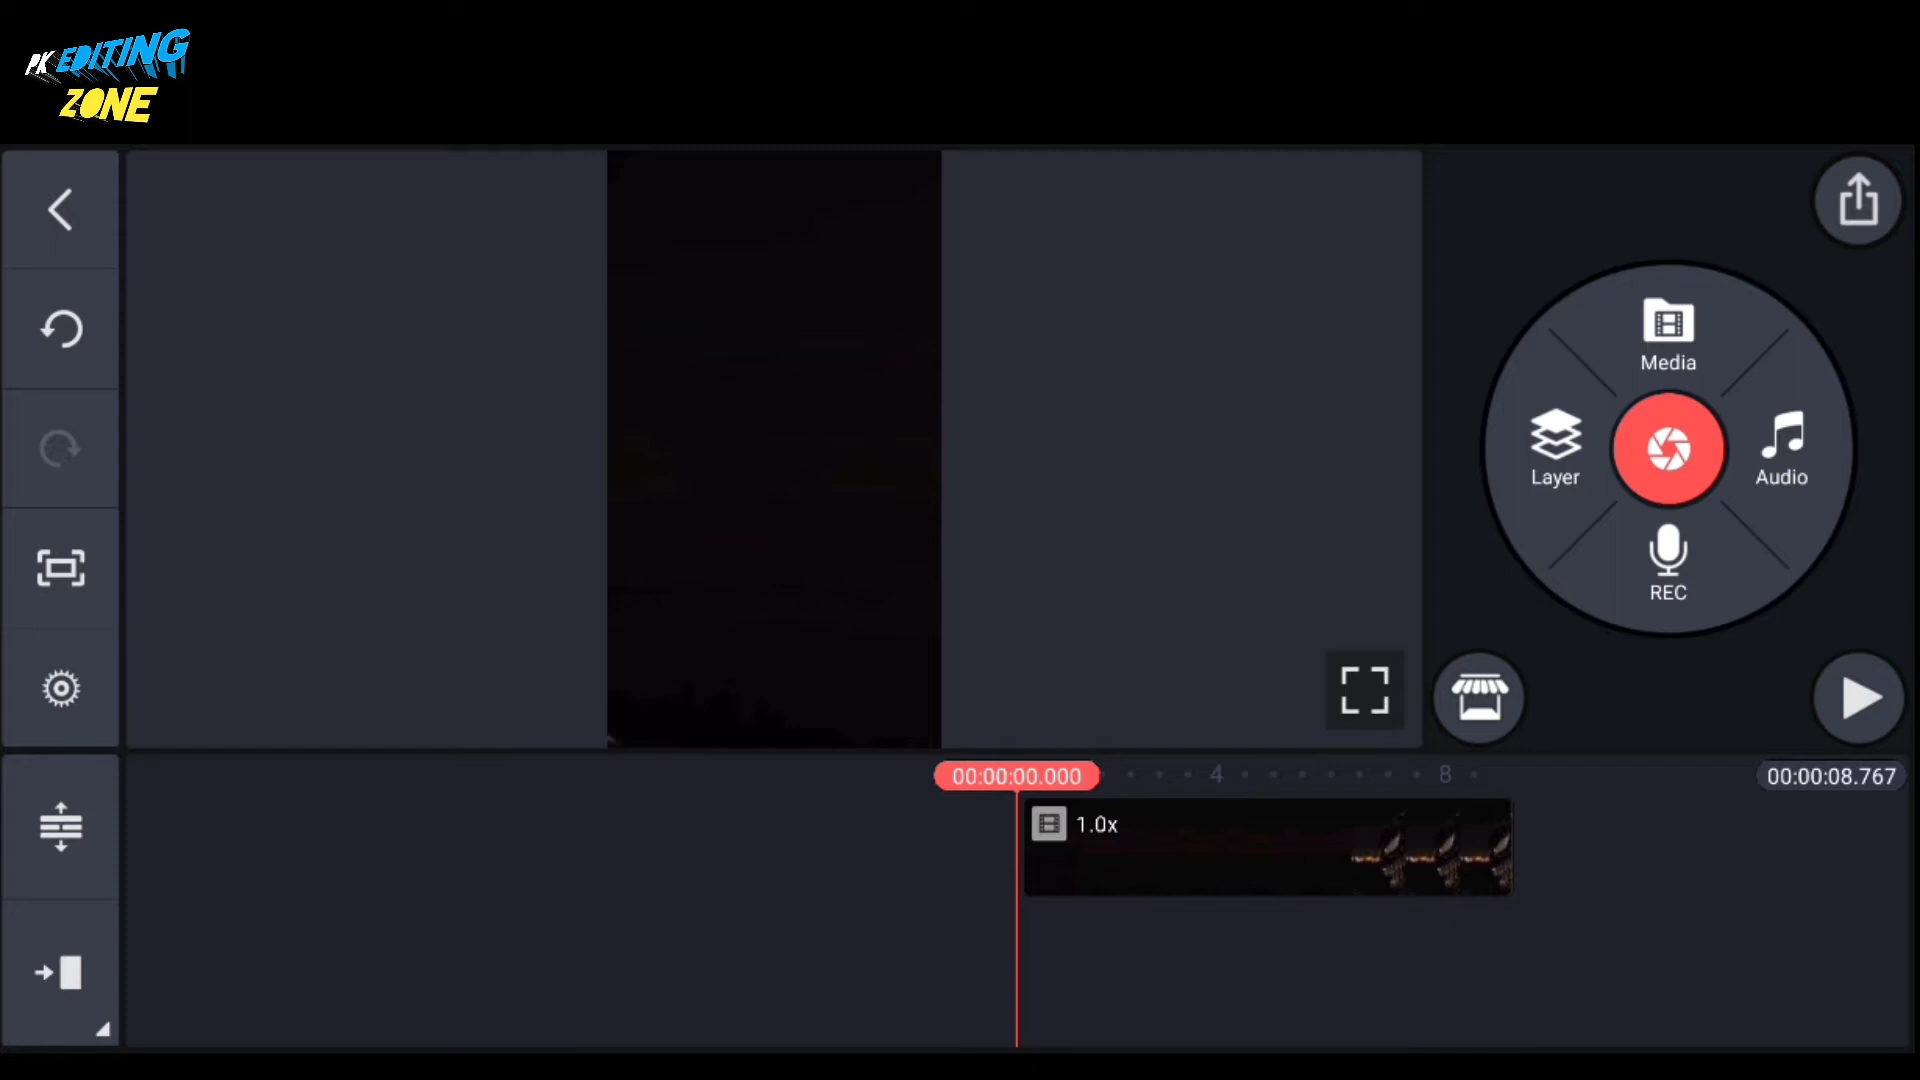 PK EDITING
ZONE
Media
Layer
Audio
REC
00:00:00.000
4
8
00:00:08.767
1.0x